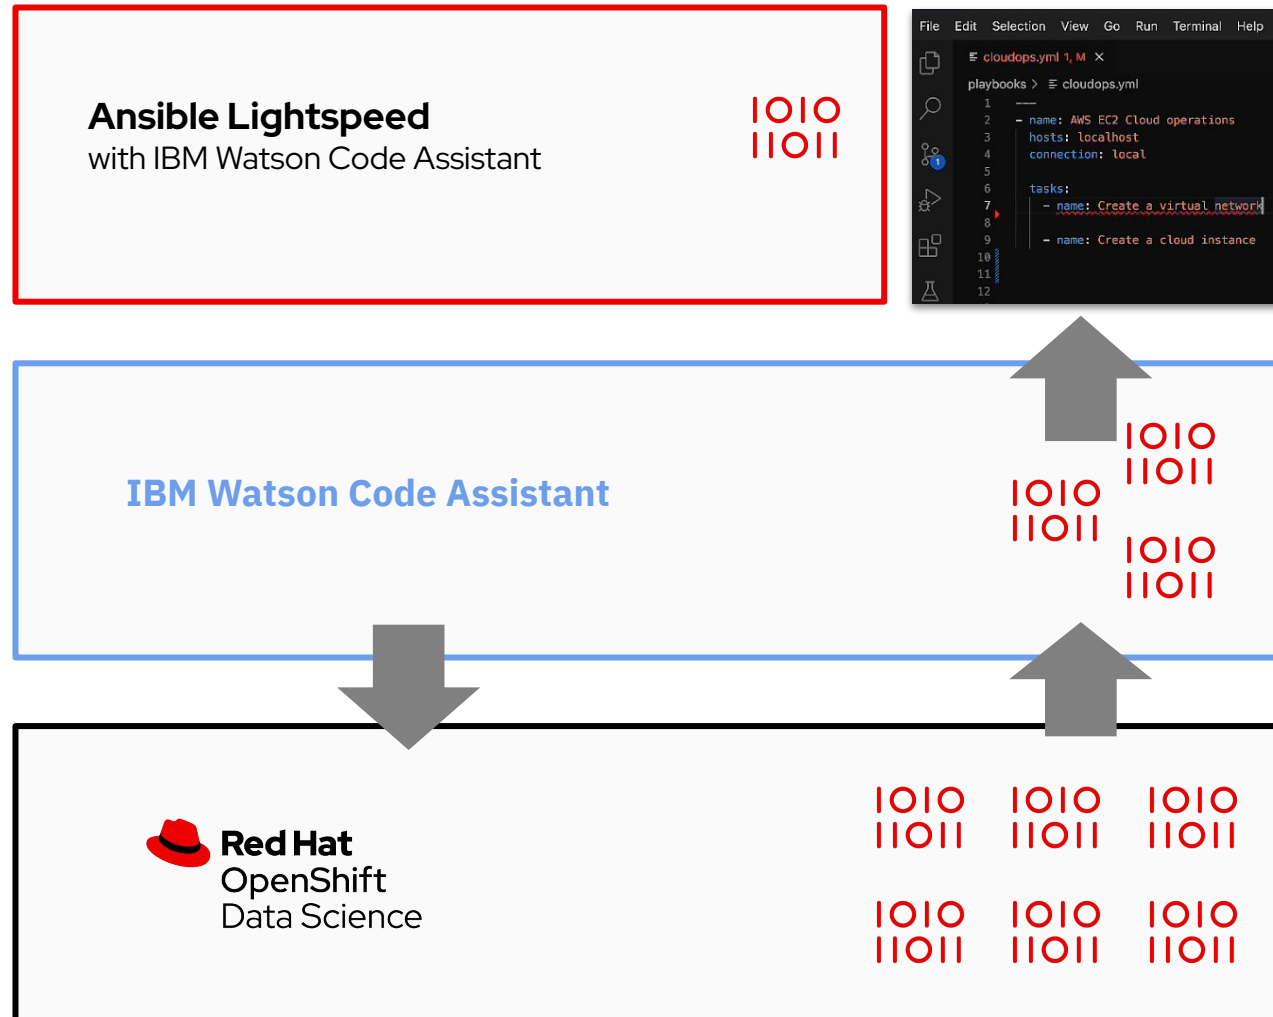 Ansible Lightspeed
with IBM Watson Code Assistant
1010
11011
File Edit Selection View Go Run Terminal Help
cloudops.yml 1, M ×
playbooks > cloudops.yml
1 ---
2 - name: AWS EC2 Cloud operations
3 hosts: localhost
4 connection: local
5
6 tasks:
7 - name: Create a virtual network
8
9 - name: Create a cloud instance
10
11
12
1
IBM Watson Code Assistant
1010
11011
1010
11011
1010
11011
Red Hat
OpenShift
Data Science
1010 1010 1010
11011 11011 11011
1010 1010 1010
11011 11011 11011